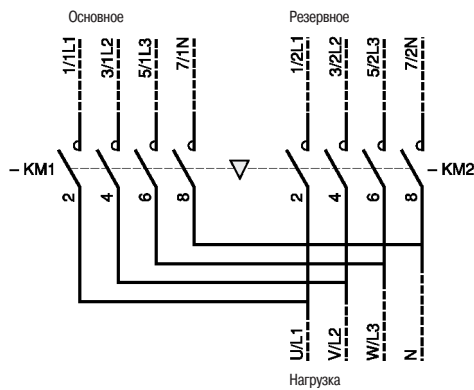 Основное Резервное
1/1L1 3/1L2 5/1L3 7/1N 1/2L1 3/2L2 5/2L3 7/2N
– KM1 – KM2
2 4 6 8 2 4 6 8
U/L1 V/L2 W/L3 N
Нагрузка